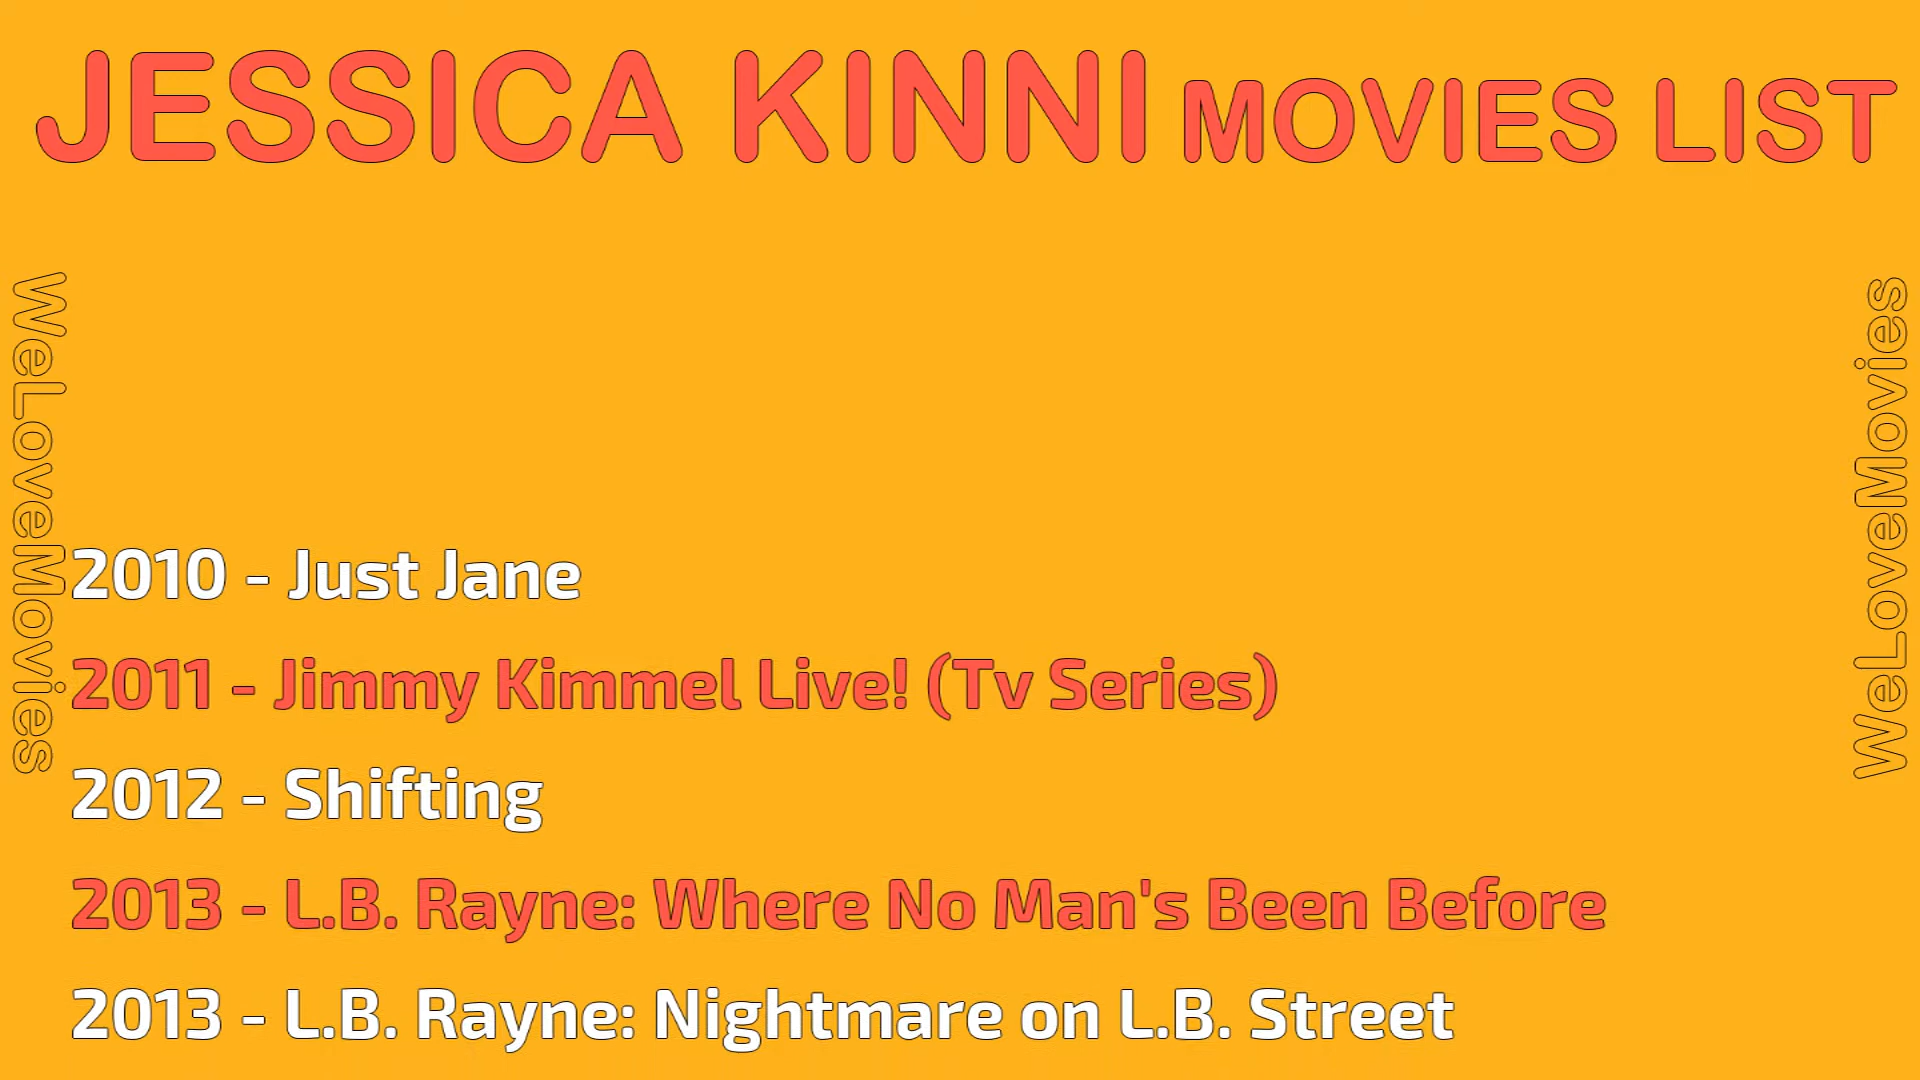 JESSICA KINNI MOVIES LIST
WeLoveMovies
WeLoveMovies
2010 - Just Jane
2011 - Jimmy Kimmel Live! (Tv Series)
2012 - Shifting
2013 - L.B. Rayne: Where No Man's Been Before
2013 - L.B. Rayne: Nightmare on L.B. Street